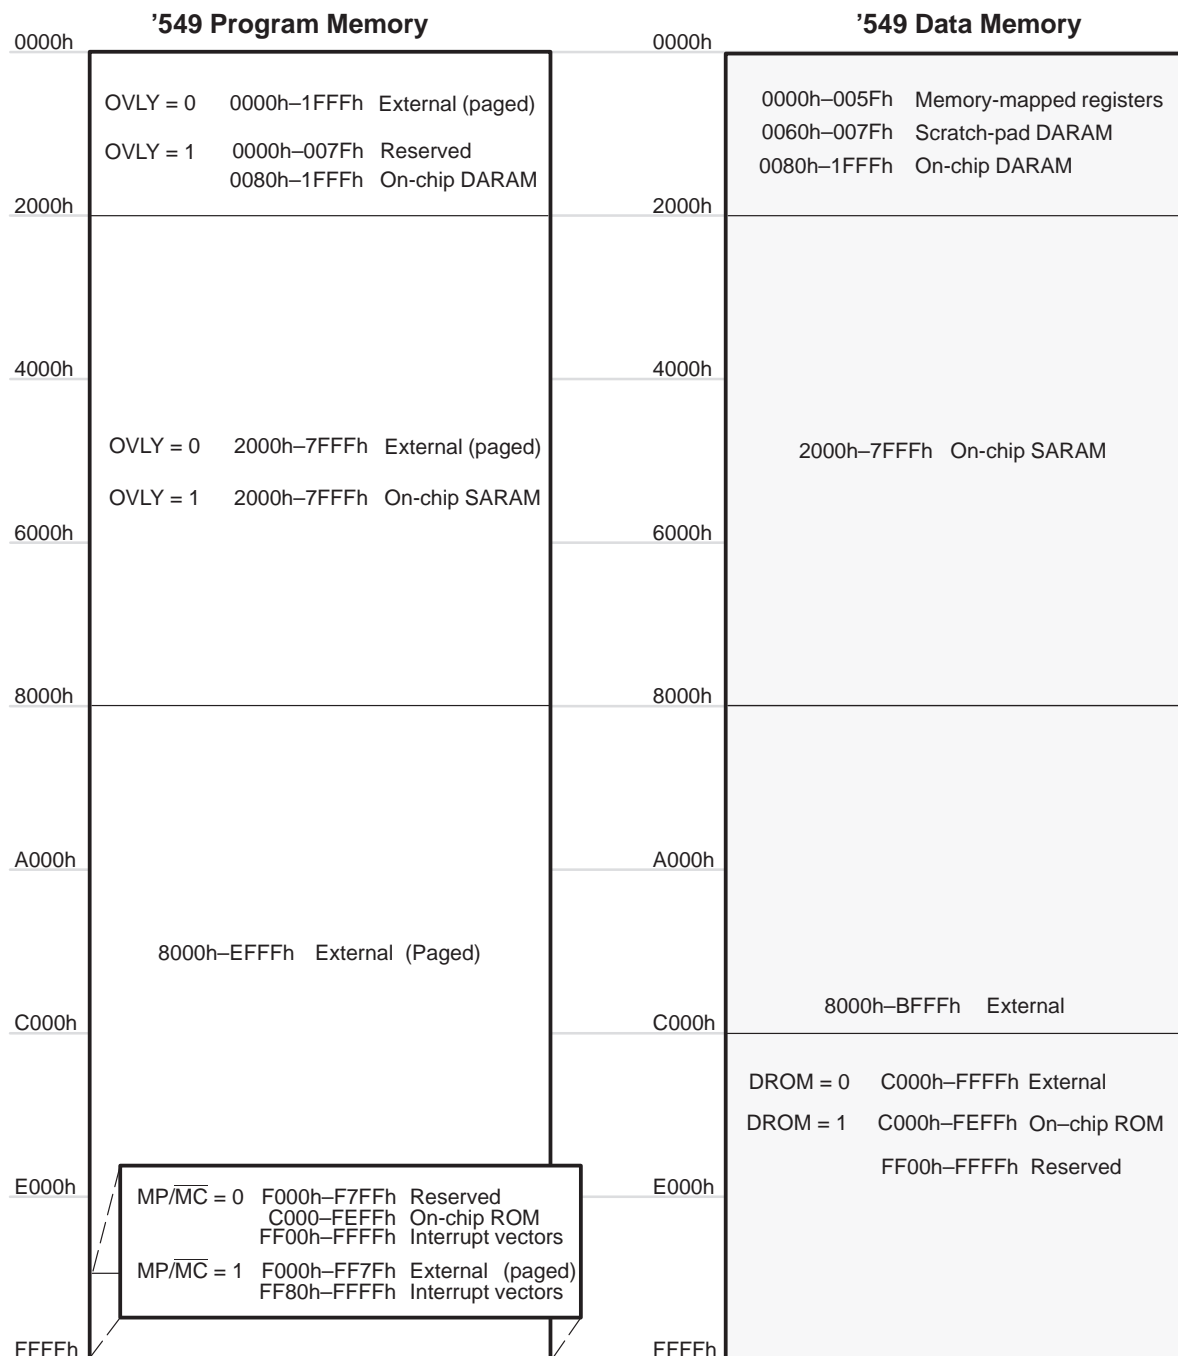 '549 Program Memory
0000h
OVLY = 0 0000h–1FFFh External (paged)
OVLY = 1 0000h–007Fh Reserved
0080h–1FFFh On-chip DARAM
2000h
4000h
OVLY = 0 2000h–7FFFh External (paged)
OVLY = 1 2000h–7FFFh On-chip SARAM
6000h
8000h
A000h
8000h–EFFFh External (Paged)
C000h
E000h
MP/M̅C̅ = 0 F000h–F7FFh Reserved
C000–FEFFh On-chip ROM
FF00h–FFFFh Interrupt vectors
MP/M̅C̅ = 1 F000h–FF7Fh External (paged)
FF80h–FFFFh Interrupt vectors
FFFFh
'549 Data Memory
0000h
0000h–005Fh Memory-mapped registers
0060h–007Fh Scratch-pad DARAM
0080h–1FFFh On-chip DARAM
2000h
4000h
2000h–7FFFh On-chip SARAM
6000h
8000h
A000h
8000h–BFFFh External
C000h
DROM = 0 C000h–FFFFh External
DROM = 1 C000h–FEFFh On–chip ROM
FF00h–FFFFh Reserved
E000h
FFFFh